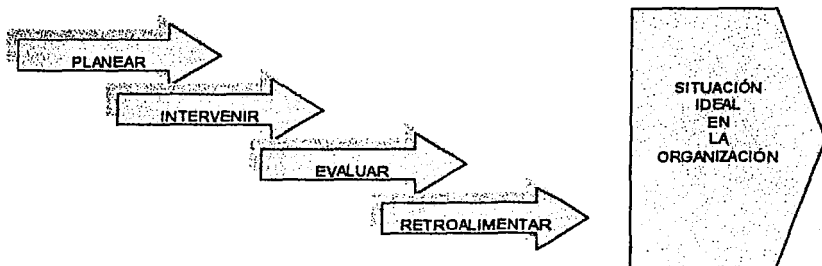 PLANEAR
INTERVENIR
EVALUAR
RETROALIMENTAR
SITUACIÓN
IDEAL
EN
LA
ORGANIZACIÓN